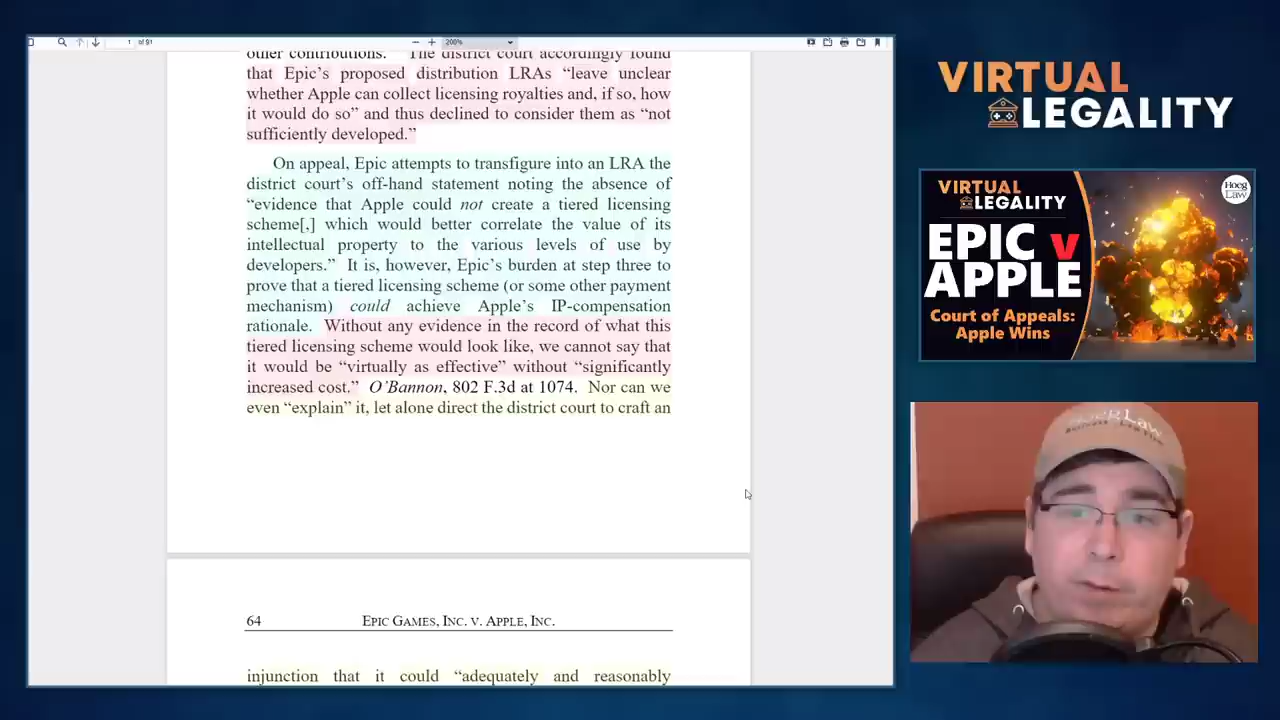 1 of 91
200%
other contributions. The district court accordingly found
that Epic's proposed distribution LRAs “leave unclear
whether Apple can collect licensing royalties and, if so, how
it would do so” and thus declined to consider them as “not
sufficiently developed.”
On appeal, Epic attempts to transfigure into an LRA the
district court's off-hand statement noting the absence of
“evidence that Apple could not create a tiered licensing
scheme[,] which would better correlate the value of its
intellectual property to the various levels of use by
developers.” It is, however, Epic's burden at step three to
prove that a tiered licensing scheme (or some other payment
mechanism) could achieve Apple's IP-compensation
rationale. Without any evidence in the record of what this
tiered licensing scheme would look like, we cannot say that
it would be “virtually as effective” without “significantly
increased cost.” O'Bannon, 802 F.3d at 1074. Nor can we
even “explain” it, let alone direct the district court to craft an
64 EPIC GAMES, INC. V. APPLE, INC.
injunction that it could “adequately and reasonably
VIRTUAL
LEGALITY
VIRTUAL
LEGALITY
Hoeg
Law
EPIC v
APPLE
Court of Appeals:
Apple Wins
Hoeg Law